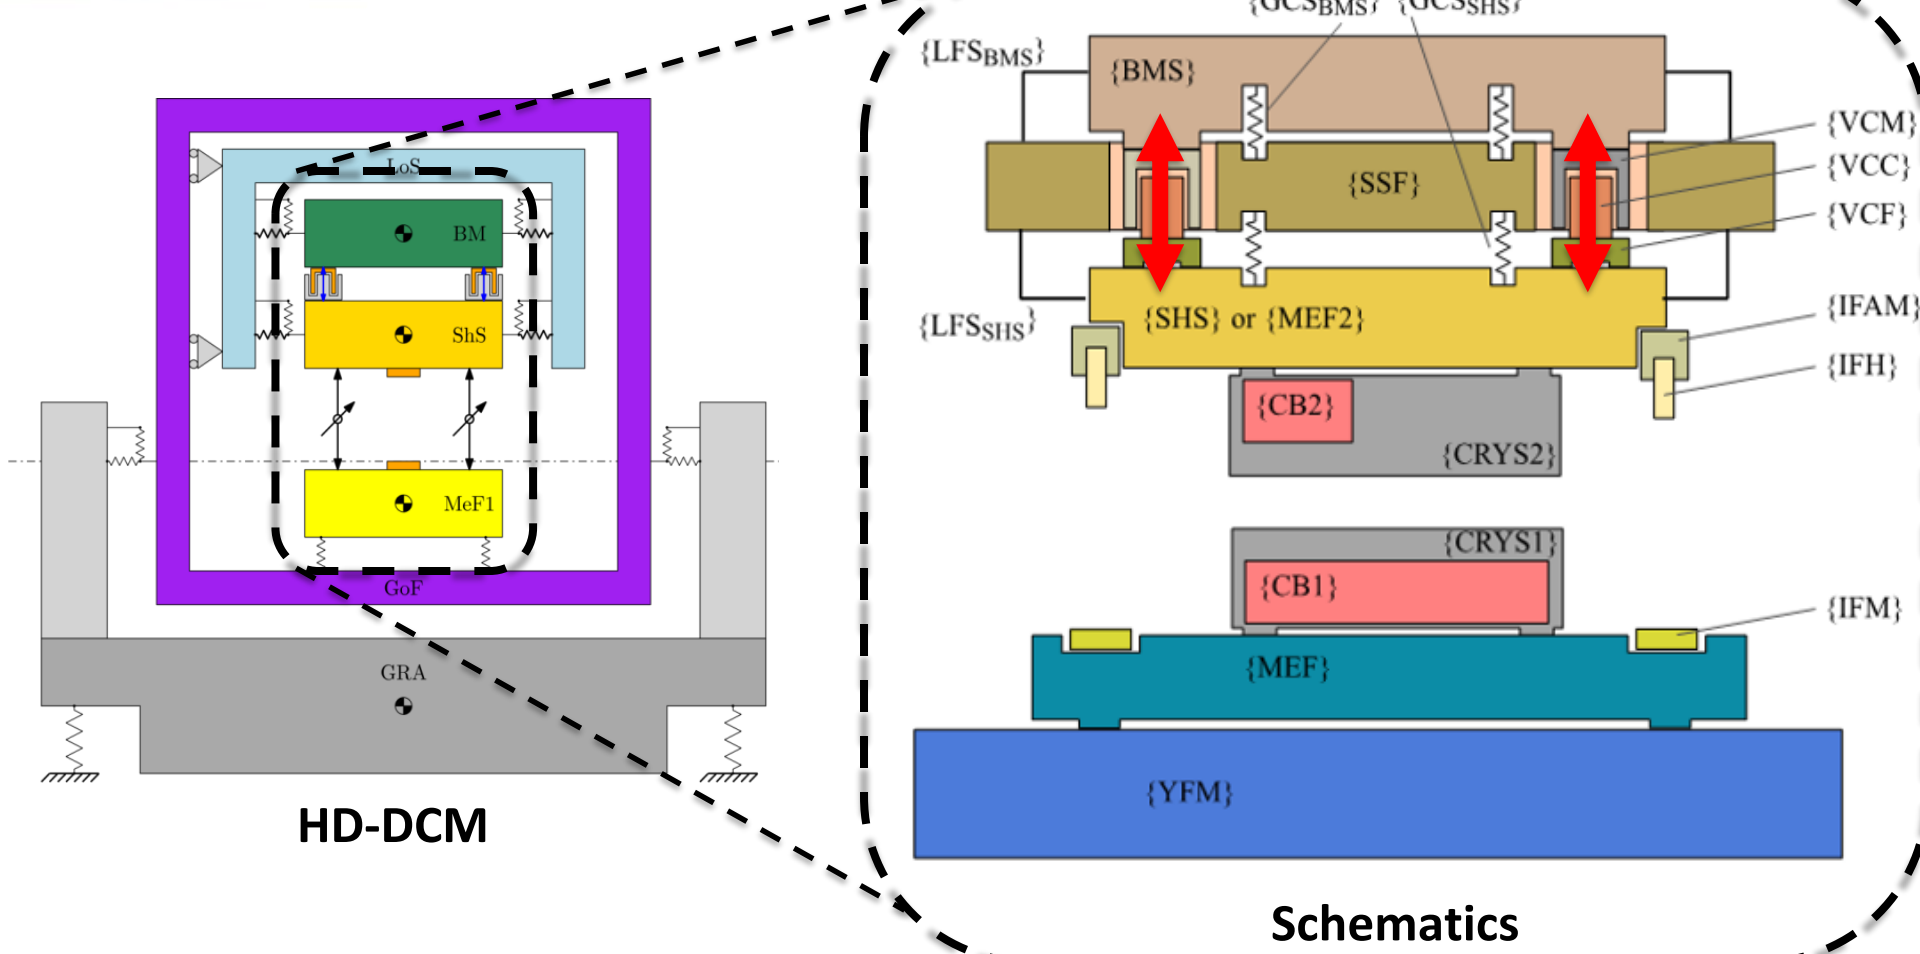 LoS
BM
ShS
MeF1
GoF
GRA
HD-DCM
{GCSBMS} {GCSSHS}
{LFSBMS}
{BMS}
{VCM}
{VCC}
{SSF}
{VCF}
{IFAM}
{LFSSHS}
{SHS} or {MEF2}
{IFH}
{CB2}
{CRYS2}
{CRYS1}
{CB1}
{IFM}
{MEF}
{YFM}
Schematics